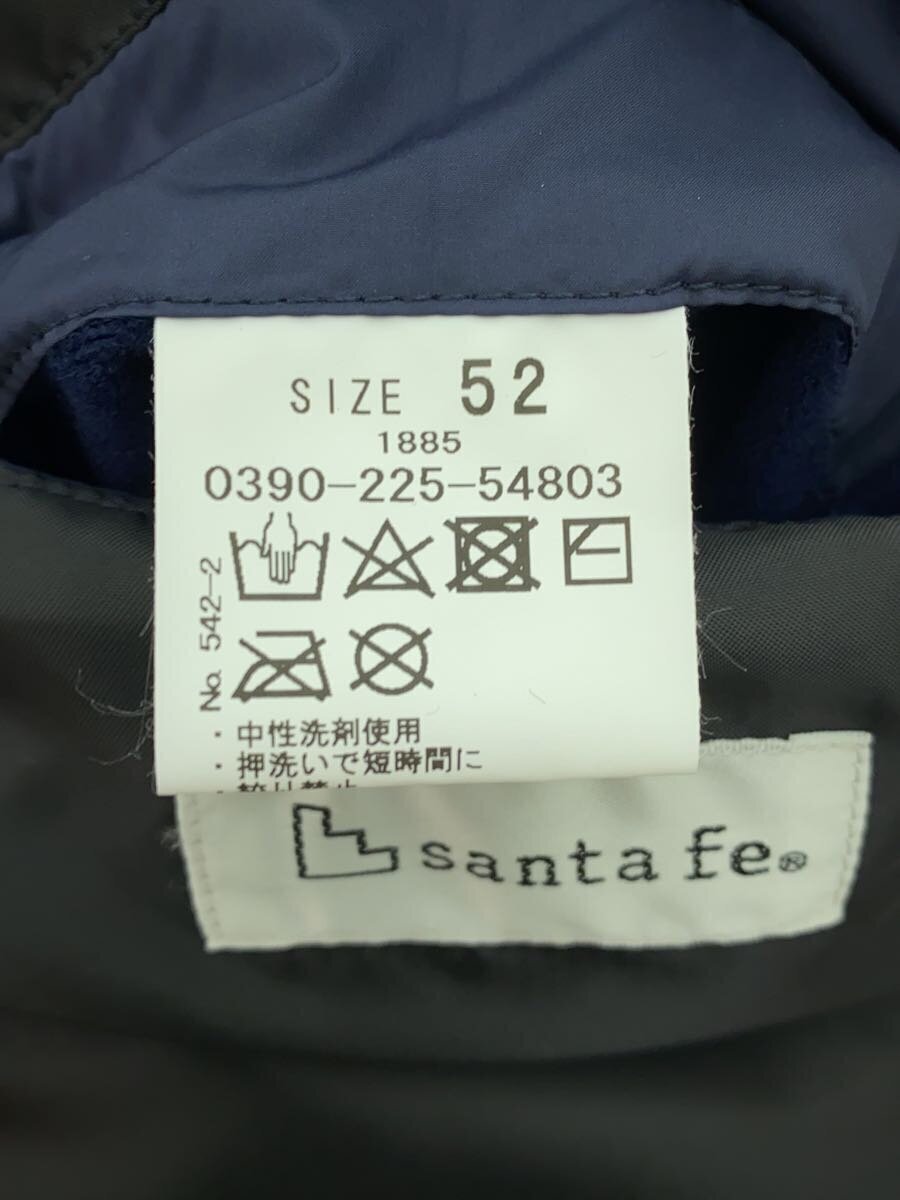 SIZE 52
1885
0390-225-54803
No. 542-2
・中性洗剤使用
・押洗いで短時間に
santa fe®